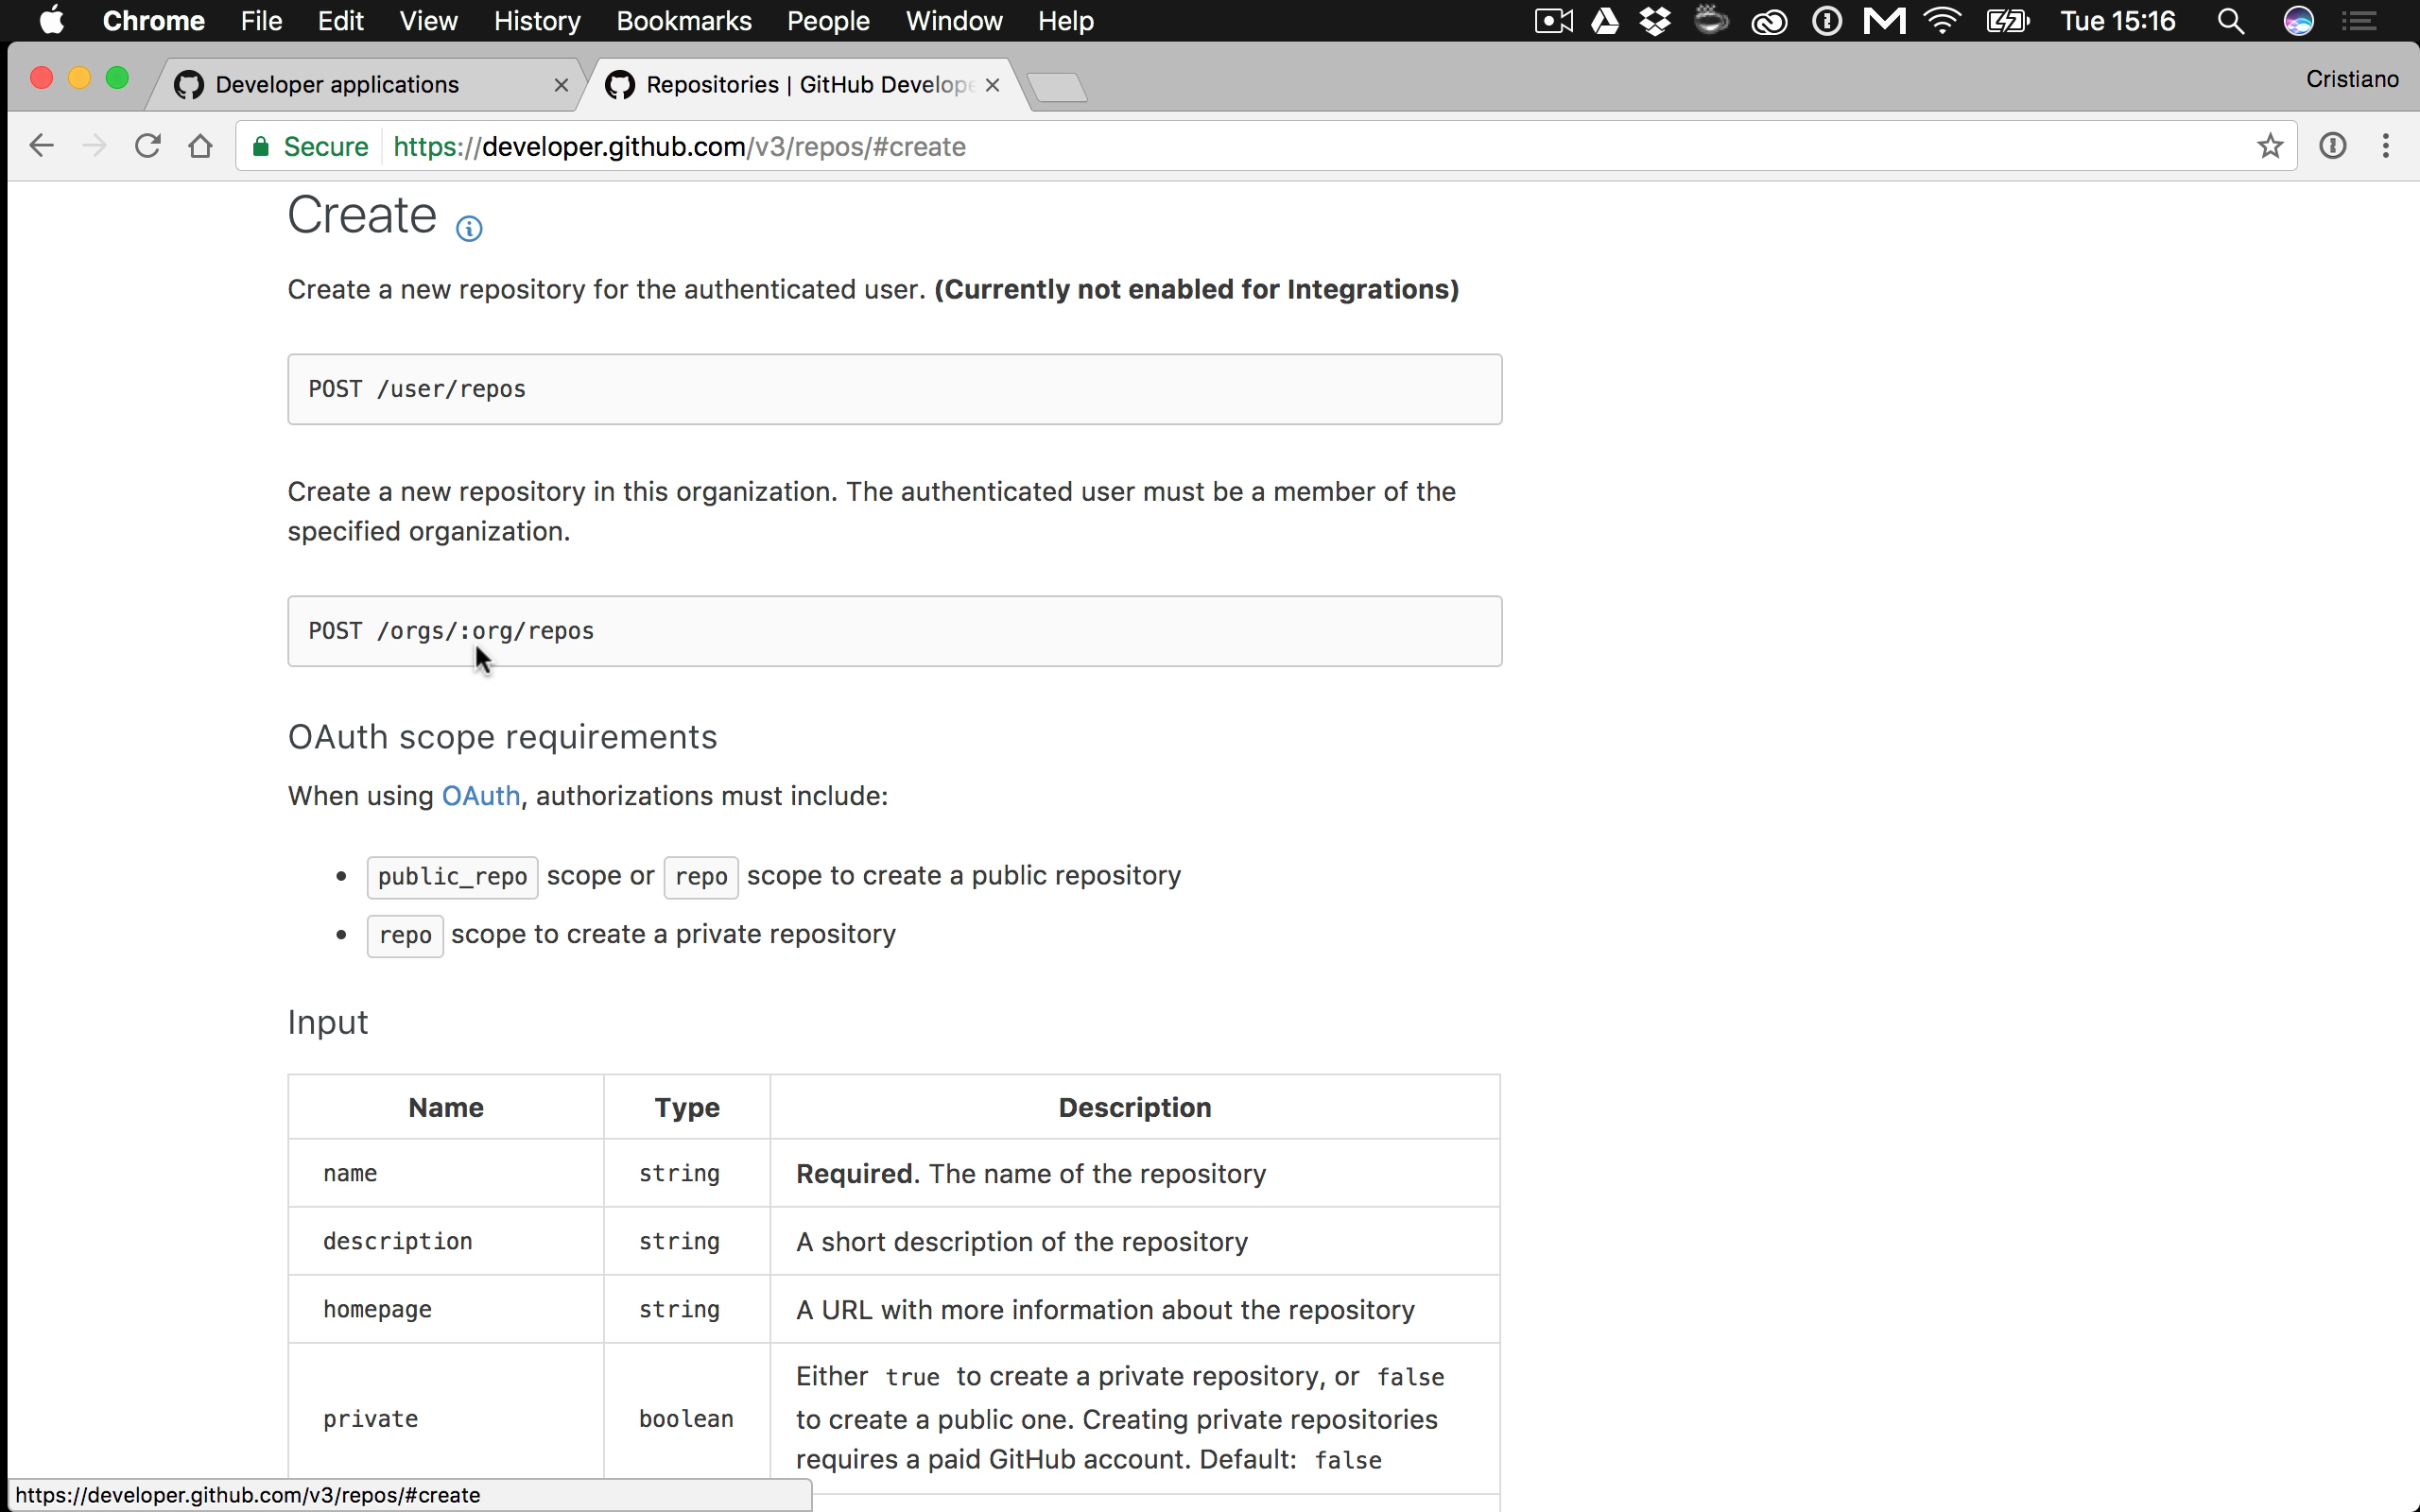 Chrome File Edit View History Bookmarks People Window Help Tue 15:16
Developer applications Repositories | GitHub Develope Cristiano
Secure https://developer.github.com/v3/repos/#create
Create
Create a new repository for the authenticated user. (Currently not enabled for Integrations)
POST /user/repos
Create a new repository in this organization. The authenticated user must be a member of the
specified organization.
POST /orgs/:org/repos
OAuth scope requirements
When using OAuth, authorizations must include:
• public_repo scope or repo scope to create a public repository
• repo scope to create a private repository
Input
Name Type Description
name string Required. The name of the repository
description string A short description of the repository
homepage string A URL with more information about the repository
private boolean Either true to create a private repository, or false
to create a public one. Creating private repositories
requires a paid GitHub account. Default: false
https://developer.github.com/v3/repos/#create